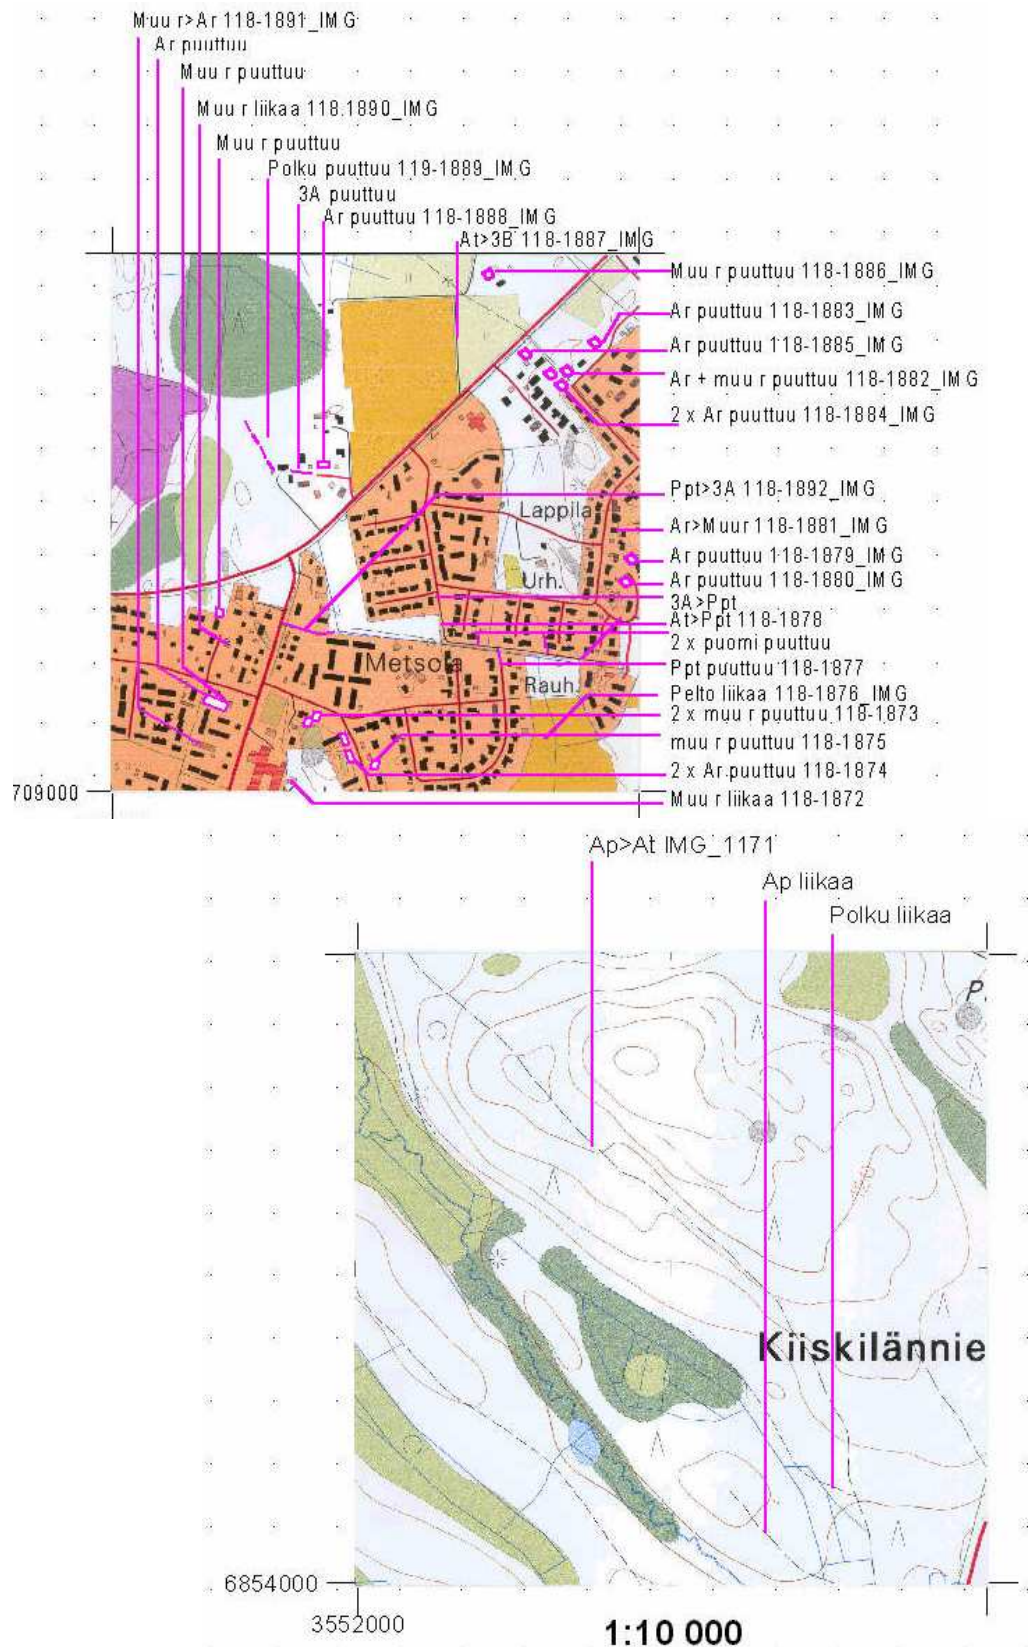 Muu r>Ar 118-1891_IMG
Ar puuttuu
Muu r puuttuu
Muu r liikaa 118.1890_IMG
Muu r puuttuu
Polku puuttuu 119-1889_IMG
3A puuttuu
Ar puuttuu 118-1888_IMG
At>3B 118-1887_IMG
Muu r puuttuu 118-1886_IMG
Ar puuttuu 118-1883_IMG
Ar puuttuu 118-1885_IMG
Ar + muu r puuttuu 118-1882_IMG
2 x Ar puuttuu 118-1884_IMG
Ppt>3A 118-1892_IMG
Lappila
Ar>Muur 118-1881_IMG
Ar puuttuu 118-1879_IMG
Urh.
Ar puuttuu 118-1880_IMG
3A>Ppt
At>Ppt 118-1878
2 x puomi puuttuu
Metsola
Ppt puuttuu 118-1877
Rauh.
Pelto liikaa 118-1876_IMG
2 x muu r puuttuu 118-1873
muu r puuttuu 118-1875
2 x Ar puuttuu 118-1874
709000
Muu r liikaa 118-1872
Ap>At IMG_1171
Ap liikaa
Polku liikaa
P.
Kiiskilännie
6854000
3552000
1:10 000